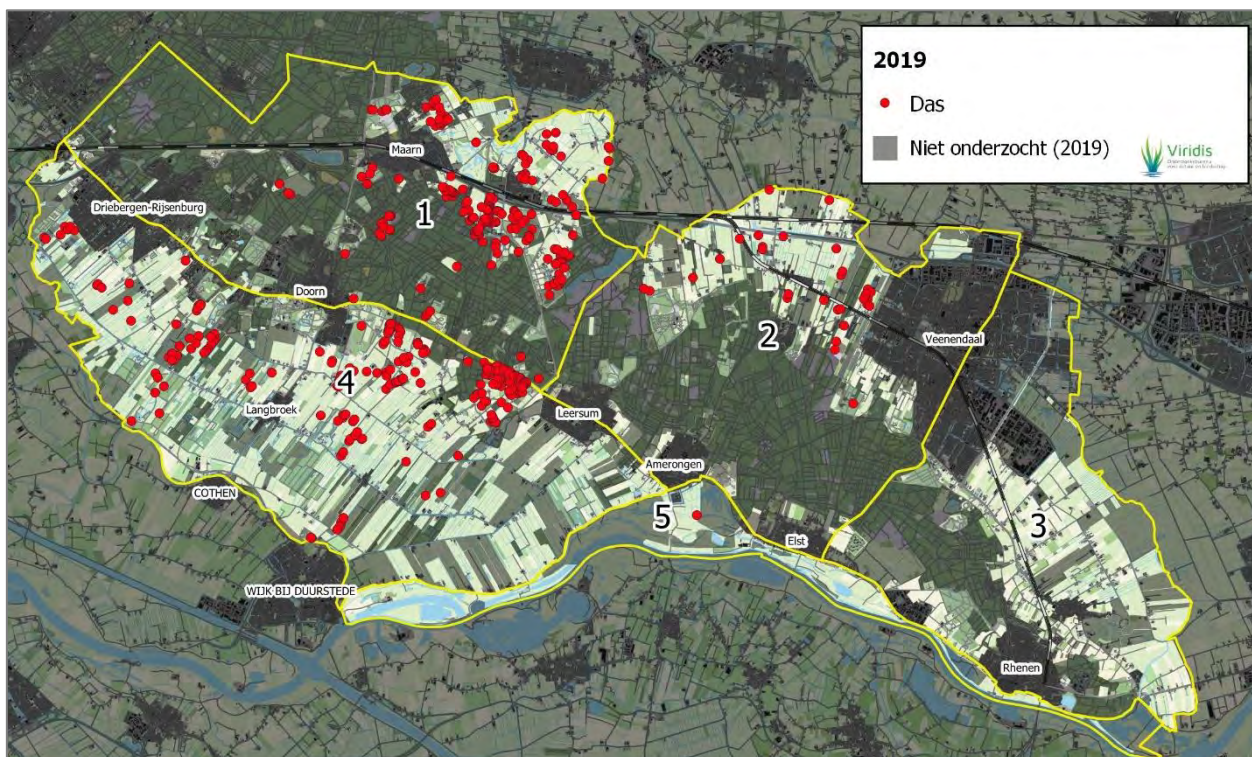 2019
Das
Niet onderzocht (2019)
Viridis
Maarn
1
Driebergen-Rijsenburg
Doorn
2
Veenendaal
4
Langbroek
Leersum
Amerongen
COTHEN
5
Elst
3
WIJK BIJ DUURSTEDE
Rhenen